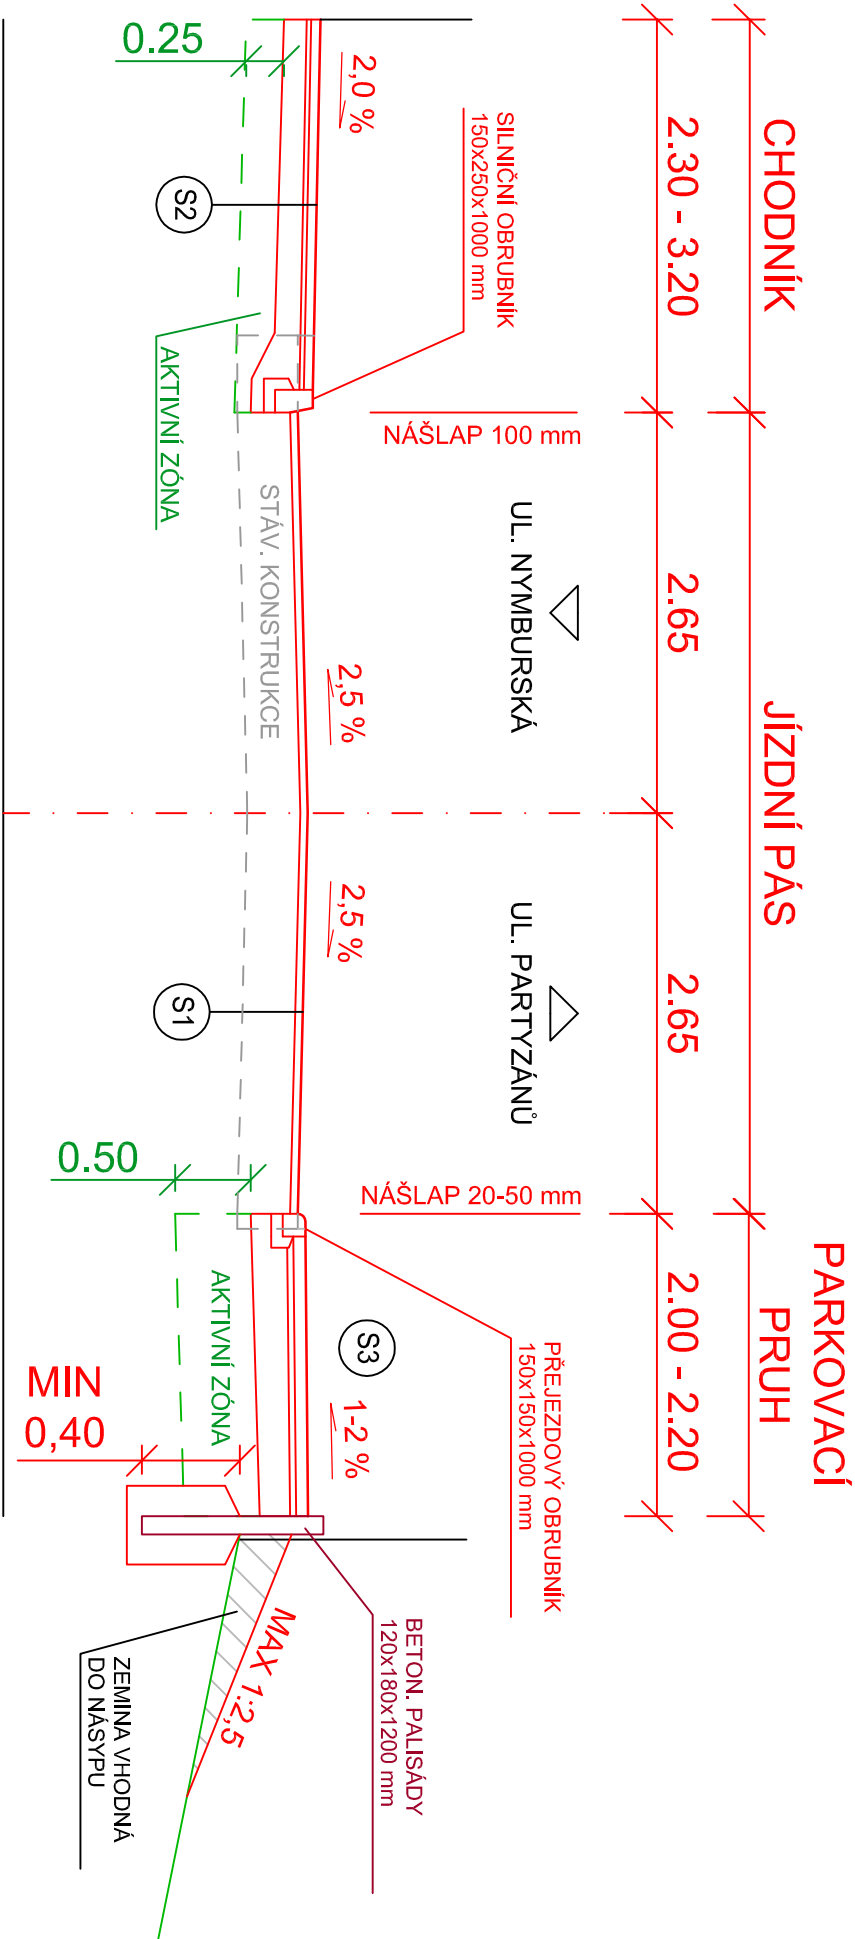 CHODNÍK
JÍZDNÍ PÁS
PARKOVACÍ
PRUH
2.30 - 3.20
2.65
2.65
2.00 - 2.20
SILNIČNÍ OBRUBNÍK
150x250x1000 mm
NÁŠLAP 100 mm
UL. NYMBURSKÁ
UL. PARTYZÁNŮ
NÁŠLAP 20-50 mm
PŘEJEZDOVÝ OBRUBNÍK
150x150x1000 mm
BETON. PALISÁDY
120x180x1200 mm
2,0 %
2,5 %
2,5 %
S3
1-2 %
0.25
S2
AKTIVNÍ ZÓNA
STÁV. KONSTRUKCE
S1
0.50
AKTIVNÍ ZÓNA
MIN
0,40
MAX 1:2,5
ZEMINA VHODNÁ
DO NÁSYPU